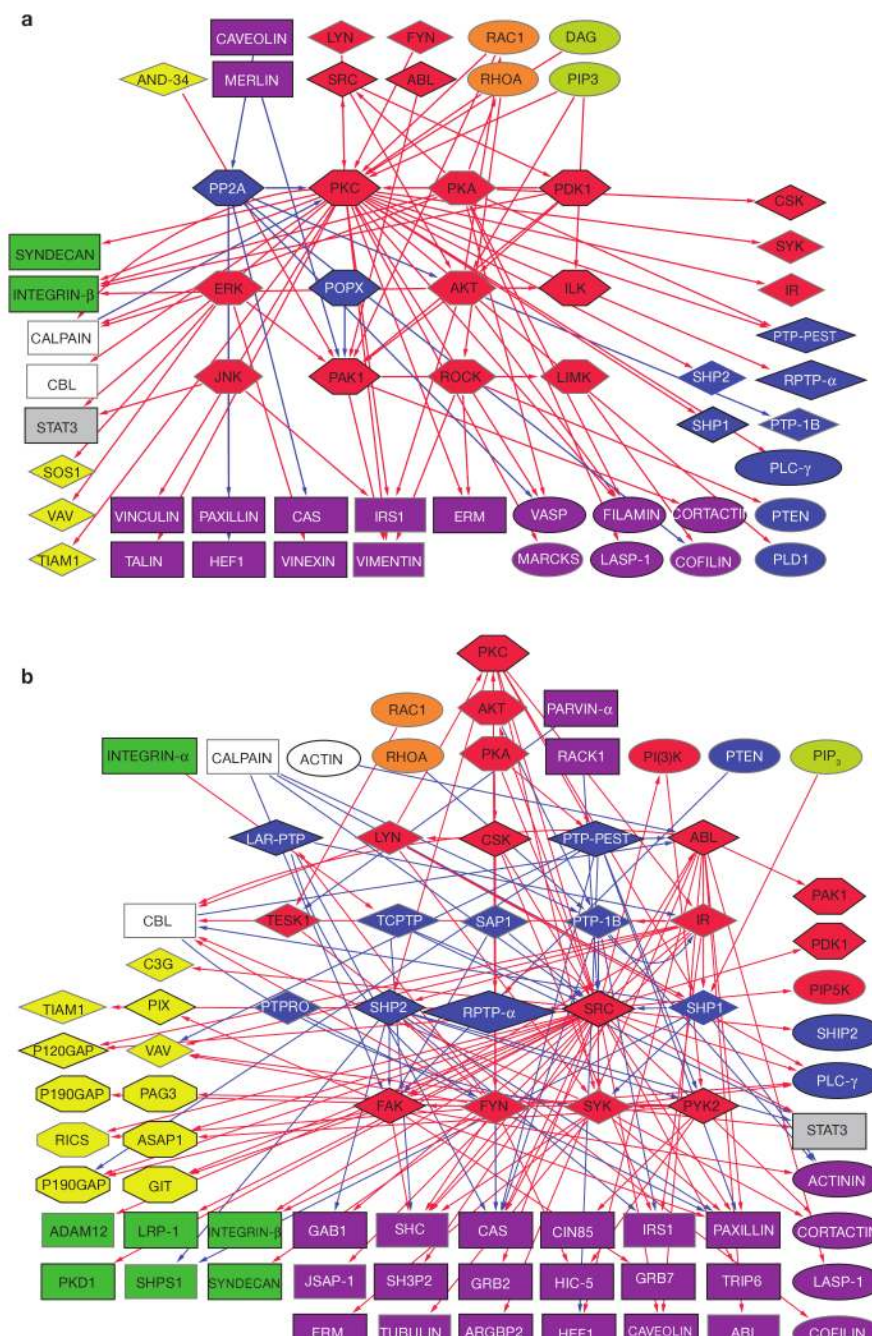 a
CAVEOLIN LYN FYN RAC1 DAG
AND-34 MERLIN SRC ABL RHOA PIP3
PP2A PKC PKA PDK1 CSK
SYNDECAN SYK
INTEGRIN-β ERK POPX AKT ILK IR
CALPAIN PTP-PEST
CBL JNK PAK1 ROCK LIMK SHP2 RPTP-α
STAT3 SHP1 PTP-1B
SOS1 PLC-γ
VAV VINCULIN PAXILLIN CAS IRS1 ERM VASP FILAMIN CORTACTIN PTEN
TIAM1 TALIN HEF1 VINEXIN VIMENTIN MARCKS LASP-1 COFILIN PLD1
b
PKC
RAC1 AKT PARVIN-α
INTEGRIN-α CALPAIN ACTIN RHOA PKA RACK1 PI(3)K PTEN PIP3
LAR-PTP LYN CSK PTP-PEST ABL
PAK1
CBL TESK1 TCPTP SAP1 PTP-1B IR
PDK1
C3G
PIP5K
TIAM1 PIX PTPRO SHP2 RPTP-α SRC SHP1
SHIP2
P120GAP VAV
PLC-γ
P190GAP PAG3 FAK FYN SYK PYK2
STAT3
RICS ASAP1
P190GAP GIT ACTININ
ADAM12 LRP-1 INTEGRIN-β GAB1 SHC CAS CIN85 IRS1 PAXILLIN CORTACTIN
PKD1 SHPS1 SYNDECAN JSAP-1 SH3P2 GRB2 HIC-5 GRB7 TRIP6 LASP-1
ERM TUBULIN ARGBP2 HEF1 CAVEOLIN ABI COFILIN